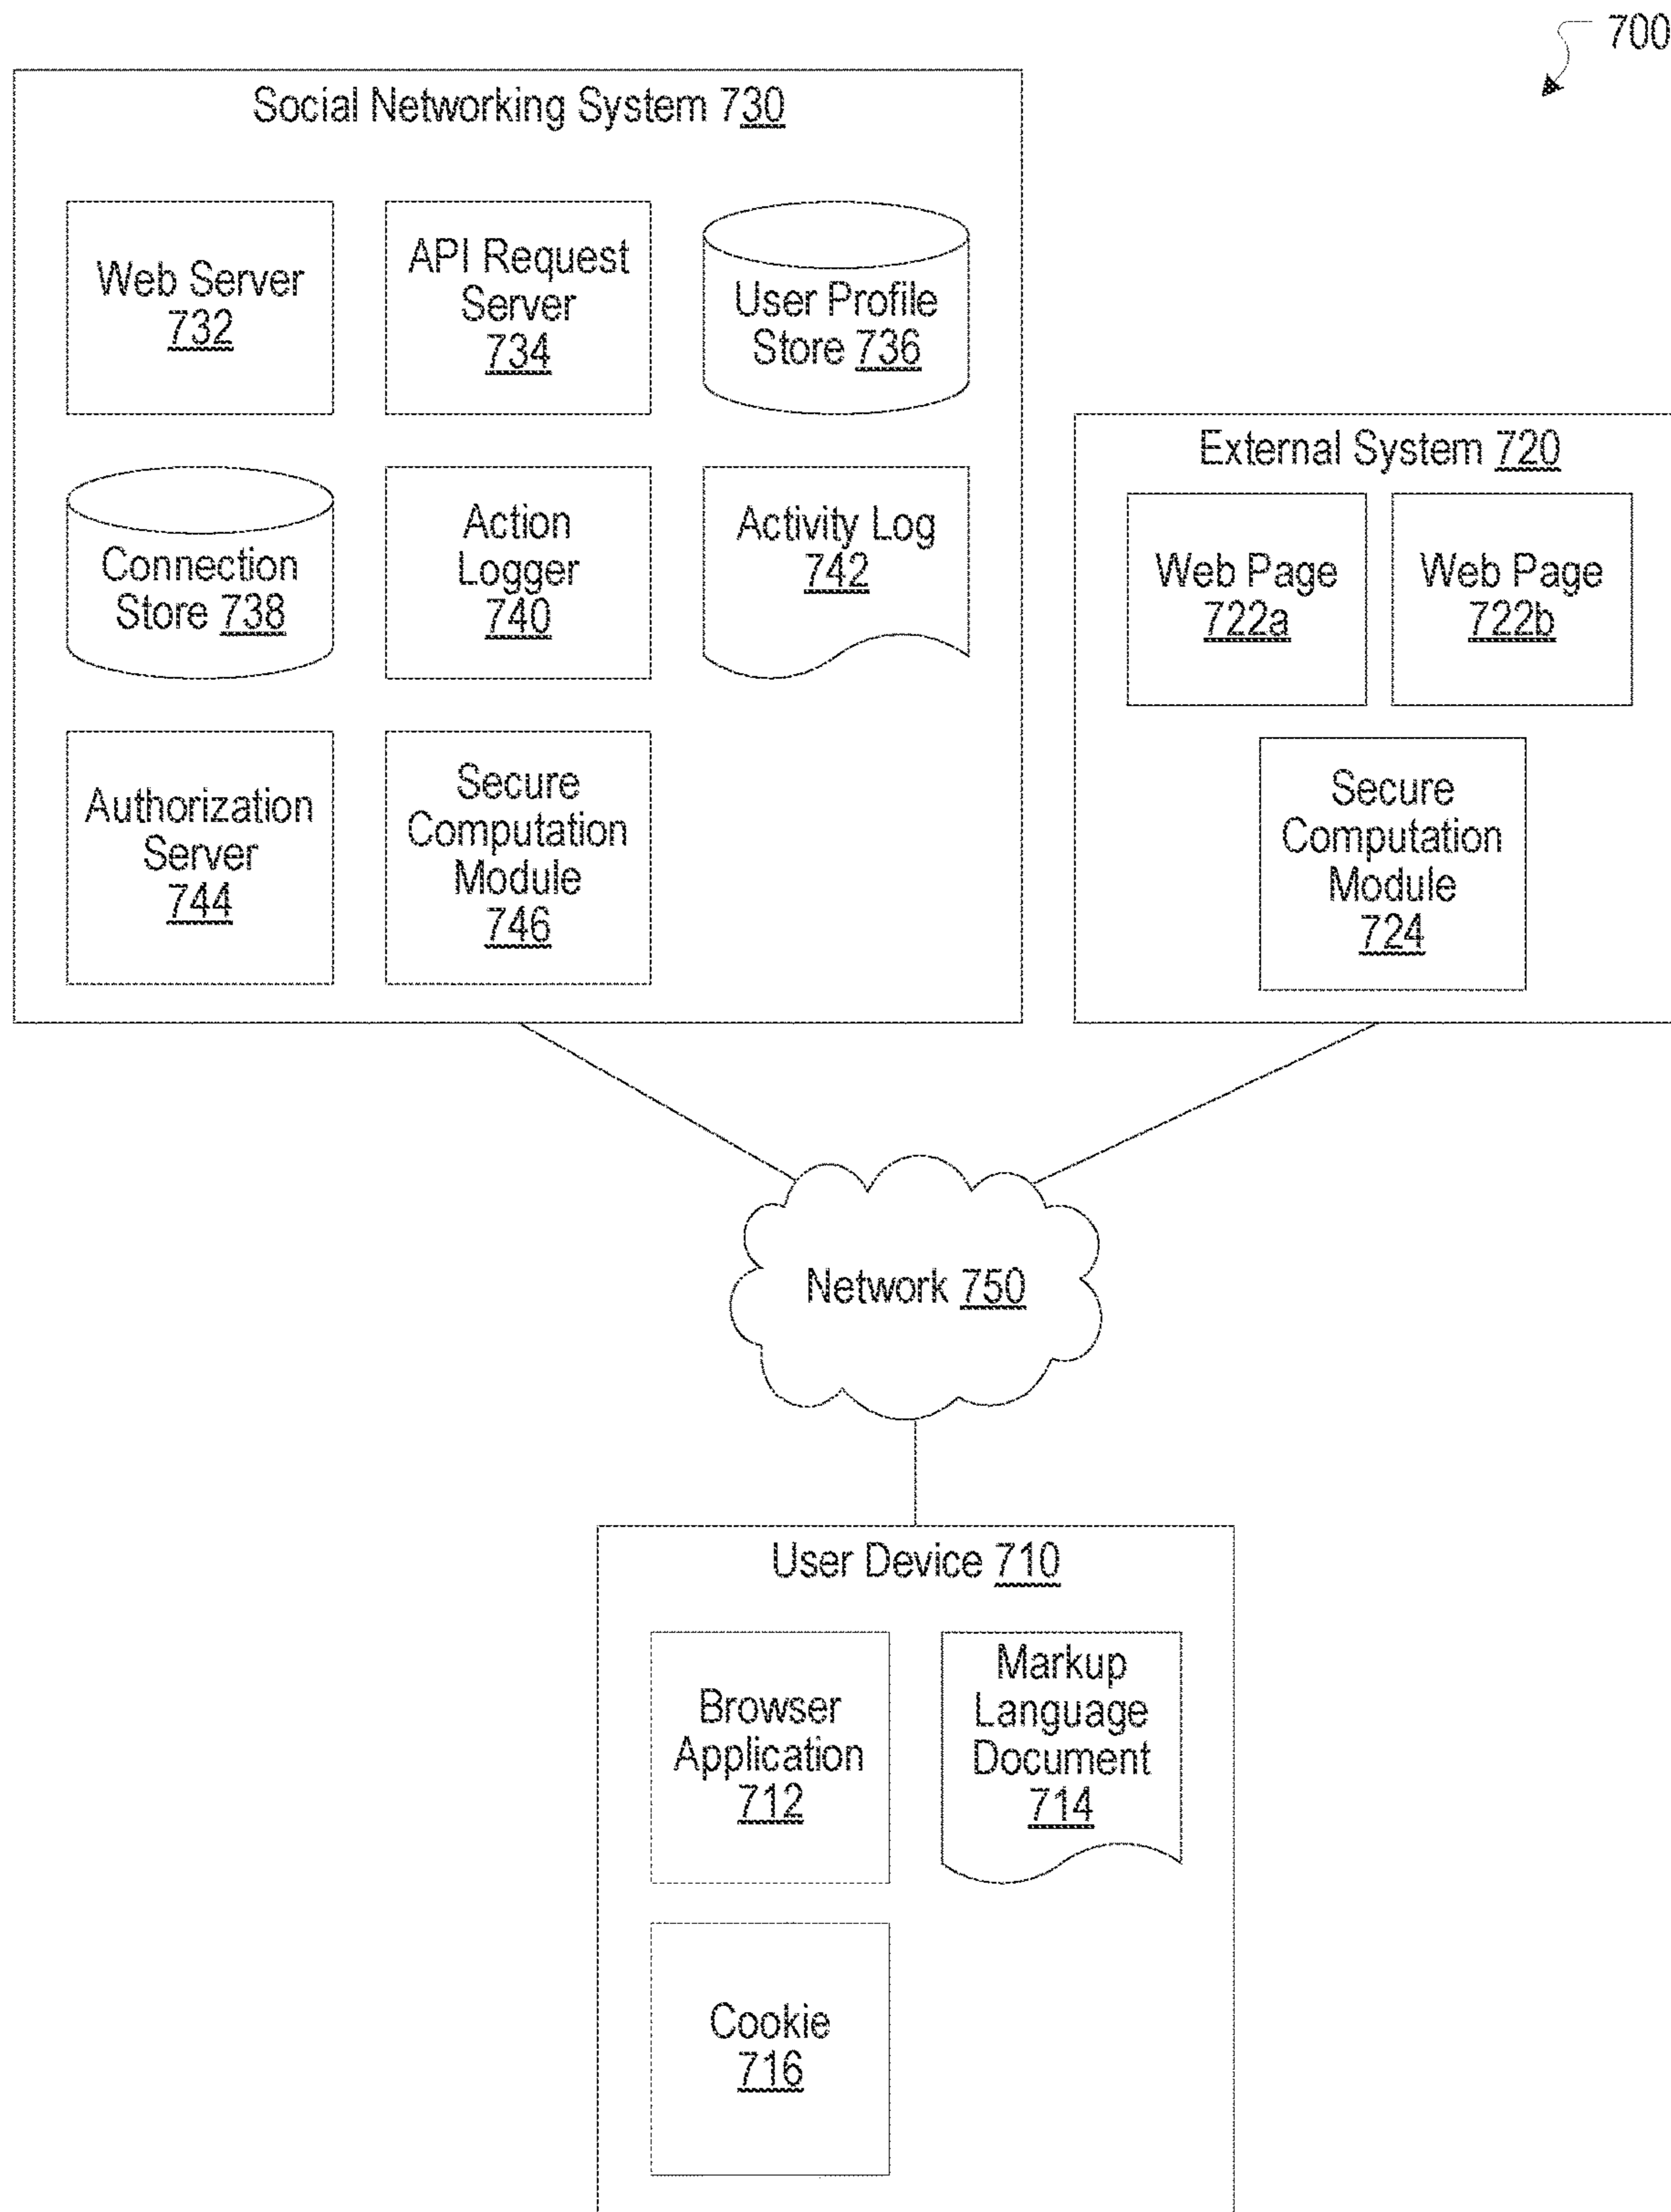 700
Social Networking System 730
Web Server
732
API Request
Server
734
User Profile
Store 736
Connection
Store 738
Action
Logger
740
Activity Log
742
Authorization
Server
744
Secure
Computation
Module
746
External System 720
Web Page
722a
Web Page
722b
Secure
Computation
Module
724
Network 750
User Device 710
Browser
Application
712
Markup
Language
Document
714
Cookie
716